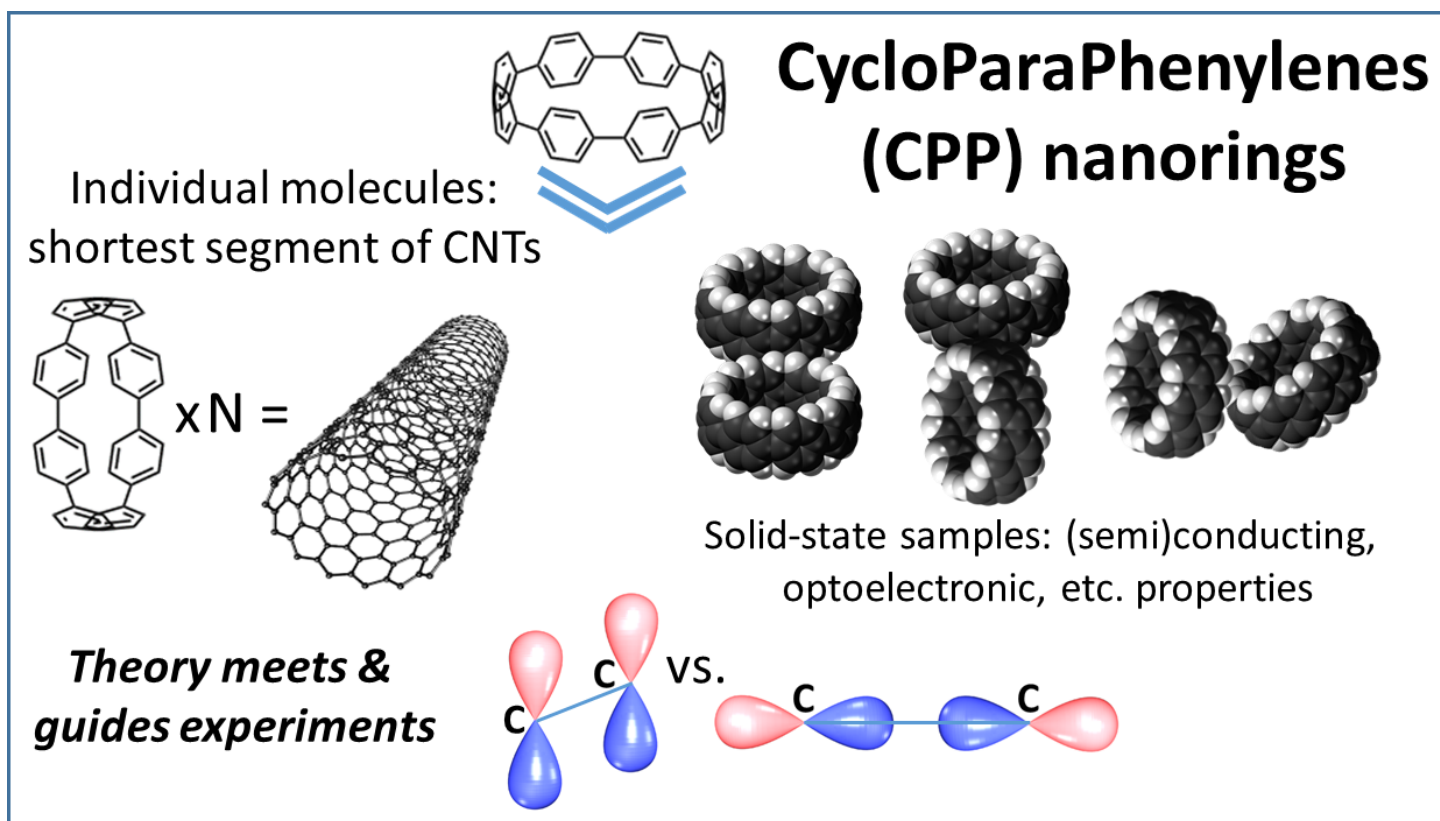 CycloParaPhenylenes
(CPP) nanorings
Individual molecules:
shortest segment of CNTs
xN =
Solid-state samples: (semi)conducting,
optoelectronic, etc. properties
Theory meets &
guides experiments
C
C
vs.
C
C